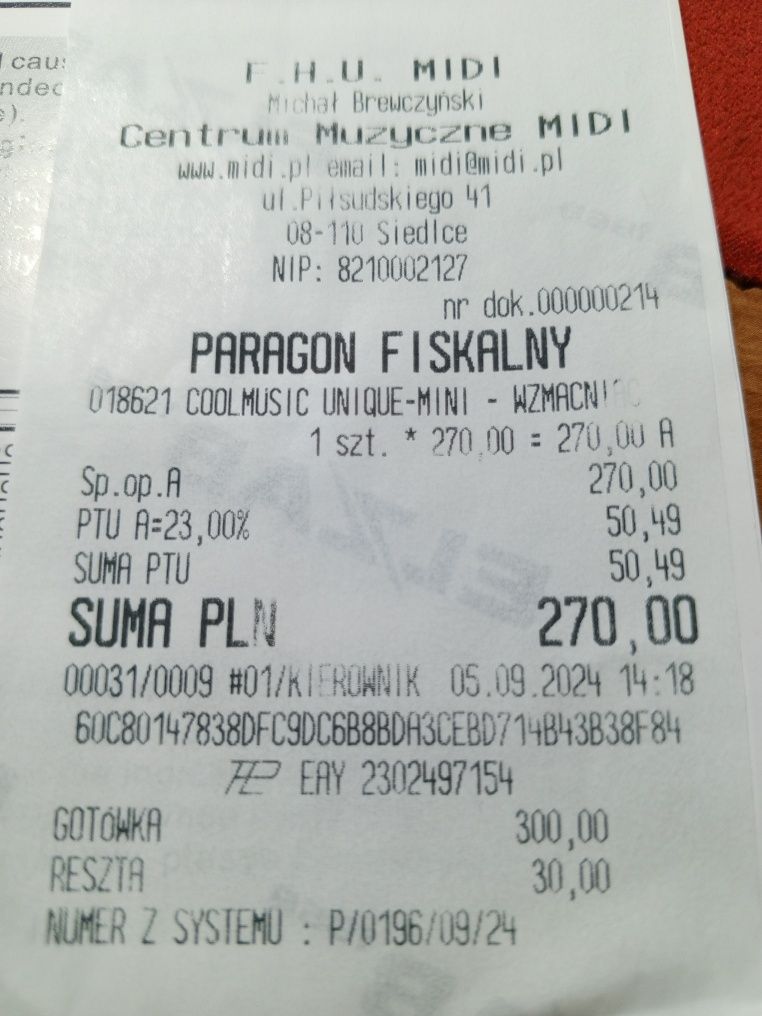 F.H.U. MIDI
Michał Brewczyński
Centrum Muzyczne MIDI
www.midi.pl email: midi@midi.pl
ul.Piłsudskiego 41
08-110 Siedlce
NIP: 8210002127
nr dok.000000214
PARAGON FISKALNY
018621 COOLMUSIC UNIQUE-MINI - WZMACNIAC
1 szt. * 270,00 = 270,00 A
Sp.op.A 270,00
PTU A=23,00% 50,49
SUMA PTU 50,49
SUMA PLN 270,00
00031/0009 #01/KIEROWNIK 05.09.2024 14:18
60C80147838DFC9DC6B8BDA3CEBD714B43B38F84
EAY 2302497154
GOTÓWKA 300,00
RESZTA 30,00
NUMER Z SYSTEMU : P/0196/09/24